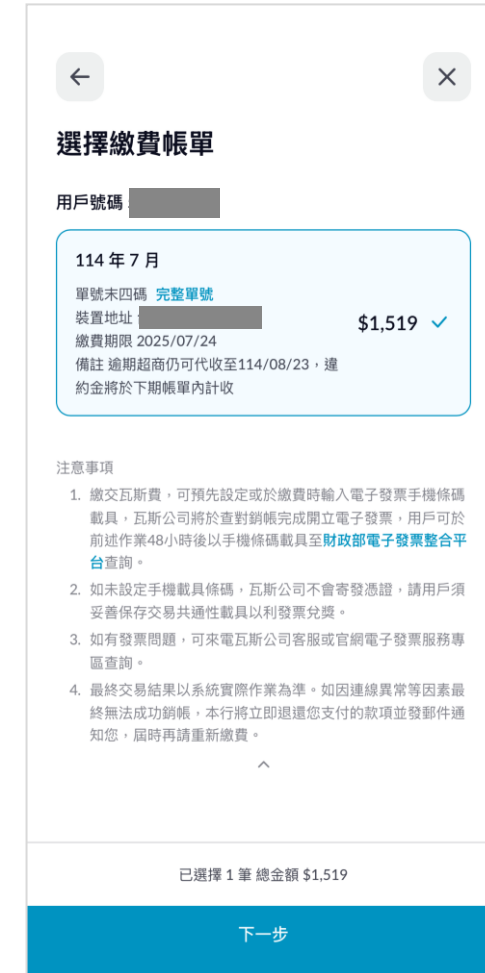 選擇繳費帳單
用戶號碼
114 年 7 月
單號末四碼 完整單號
裝置地址
繳費期限 2025/07/24
備註 逾期超商仍可代收至114/08/23，違
約金將於下期帳單內計收
$1,519
注意事項
1. 繳交瓦斯費，可預先設定或於繳費時輸入電子發票手機條碼
載具，瓦斯公司將於查對銷帳完成開立電子發票，用戶可於
前述作業48小時後以手機條碼載具至財政部電子發票整合平
台查詢。
2. 如未設定手機載具條碼，瓦斯公司不會寄發憑證，請用戶須
妥善保存交易共通性載具以利發票兌獎。
3. 如有發票問題，可來電瓦斯公司客服或官網電子發票服務專
區查詢。
4. 最終交易結果以系統實際作業為準。如因連線異常等因素最
終無法成功銷帳，本行將立即退還您支付的款項並發郵件通
知您，屆時再請重新繳費。
已選擇 1 筆 總金額 $1,519
下一步